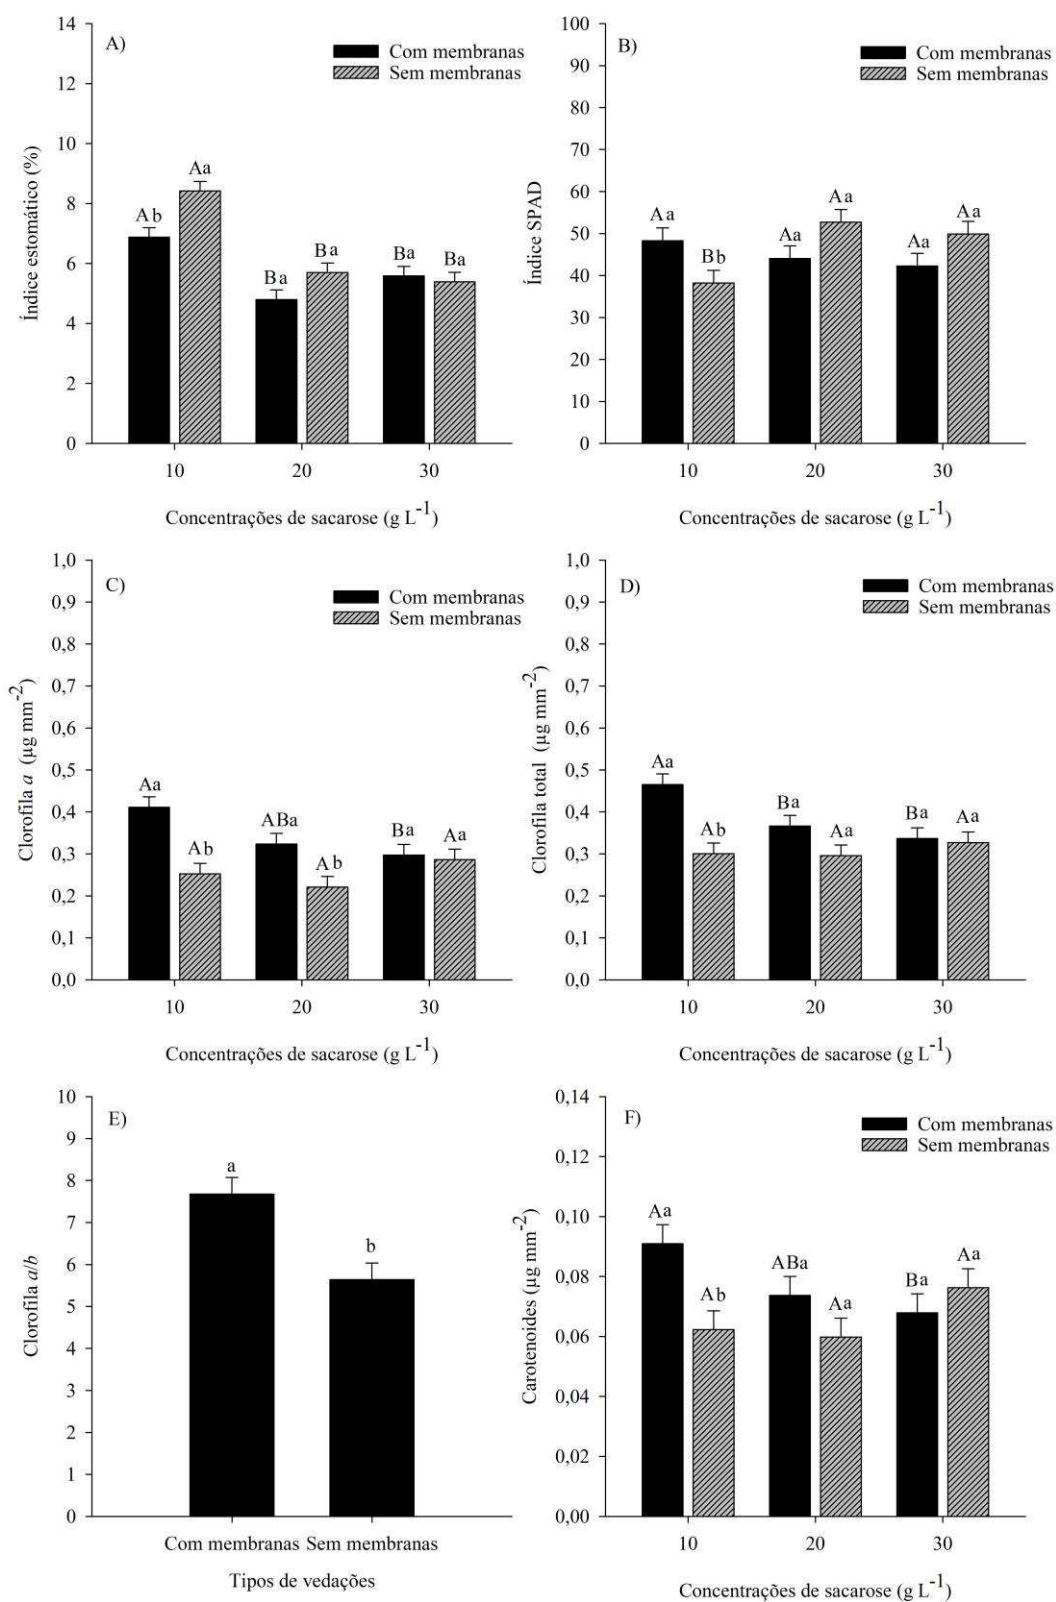 A)
Com membranas
Sem membranas
Índice estomático (%)
14
12
10
8
6
4
2
0
Ab
Aa
Ba
Ba
Ba
Ba
10 20 30
Concentrações de sacarose (g L-1)
B)
Com membranas
Sem membranas
Índice SPAD
100
90
80
70
60
50
40
30
20
10
0
Aa
Bb
Aa
Aa
Aa
Aa
10 20 30
Concentrações de sacarose (g L-1)
C)
Com membranas
Sem membranas
Clorofila a (µg mm-2)
1,0
0,9
0,8
0,7
0,6
0,5
0,4
0,3
0,2
0,1
0,0
Aa
Ab
ABa
Ab
Ba
Aa
10 20 30
Concentrações de sacarose (g L-1)
D)
Com membranas
Sem membranas
Clorofila total (µg mm-2)
1,0
0,9
0,8
0,7
0,6
0,5
0,4
0,3
0,2
0,1
0,0
Aa
Ab
Ba
Aa
Ba
Aa
10 20 30
Concentrações de sacarose (g L-1)
E)
Clorofila a/b
10
9
8
7
6
5
4
3
2
1
0
a
b
Com membranas Sem membranas
Tipos de vedações
F)
Com membranas
Sem membranas
Carotenoides (µg mm-2)
0,14
0,12
0,10
0,08
0,06
0,04
0,02
0,00
Aa
Ab
ABa
Aa
Ba
Aa
10 20 30
Concentrações de sacarose (g L-1)